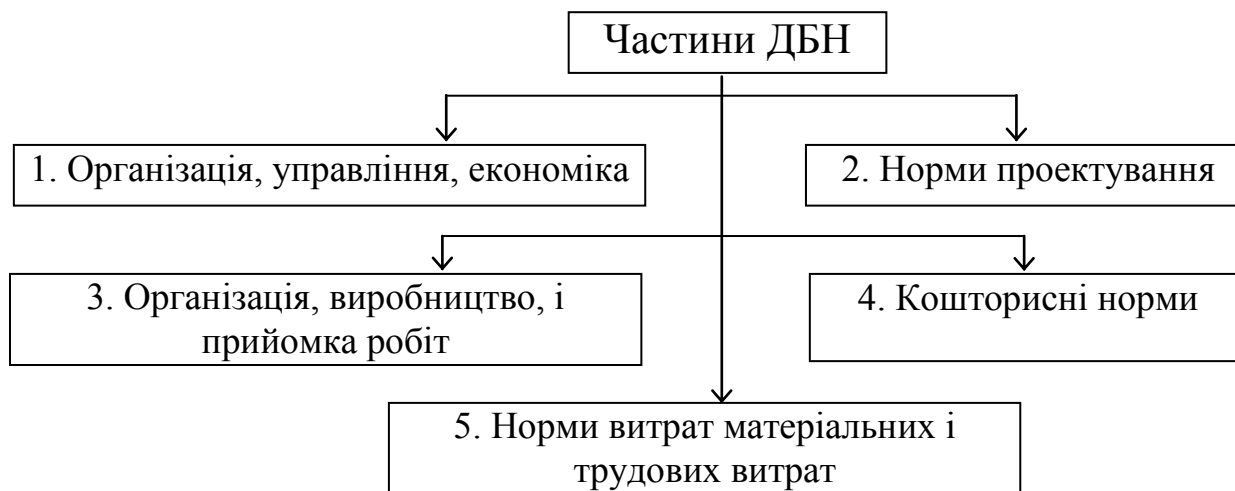 Частини ДБН
1. Організація, управління, економіка
2. Норми проектування
3. Організація, виробництво, і
прийомка робіт
4. Кошторисні норми
5. Норми витрат матеріальних і
трудових витрат